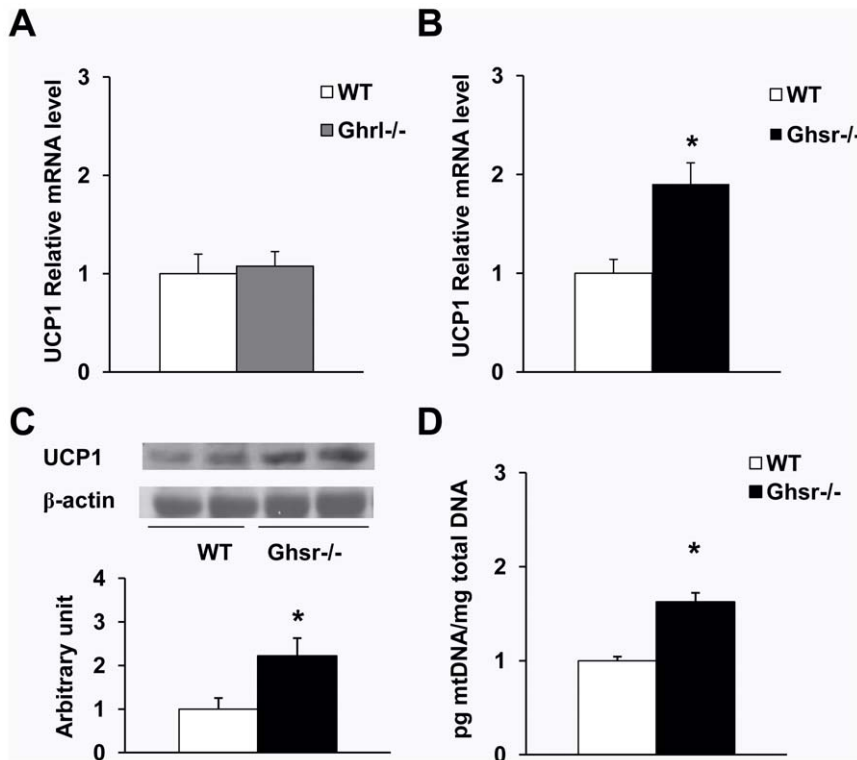 A
UCP1 Relative mRNA level
3
2
1
0
WT
Ghrl-/-
B
UCP1 Relative mRNA level
3
2
1
0
WT
Ghsr-/-
*
C
UCP1
β-actin
WT Ghsr-/-
Arbitrary unit
4
3
2
1
0
*
D
pg mtDNA/mg total DNA
3
2
1
0
WT
Ghsr-/-
*